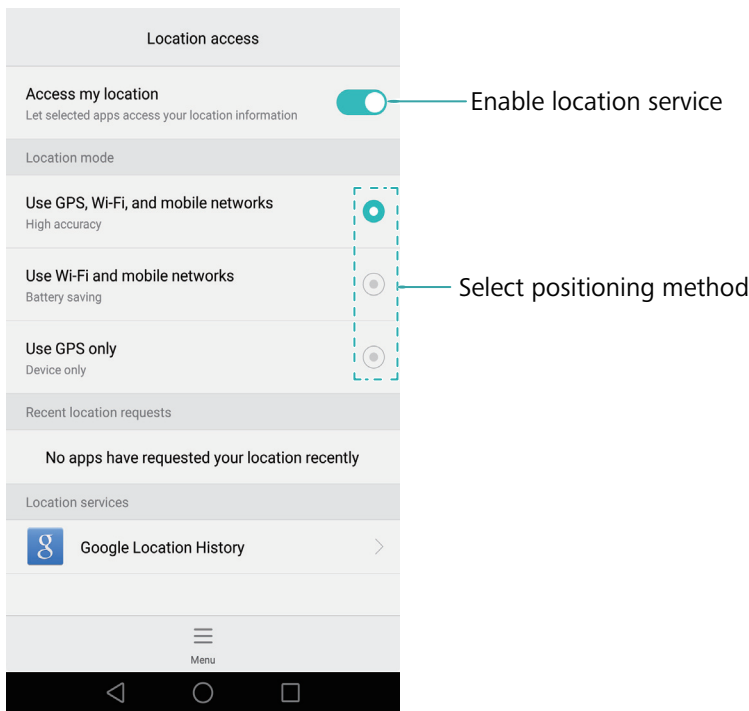 Location access
Access my location
Let selected apps access your location information
Enable location service
Location mode
Use GPS, Wi-Fi, and mobile networks
High accuracy
Use Wi-Fi and mobile networks
Battery saving
Select positioning method
Use GPS only
Device only
Recent location requests
No apps have requested your location recently
Location services
g
Google Location History
Menu